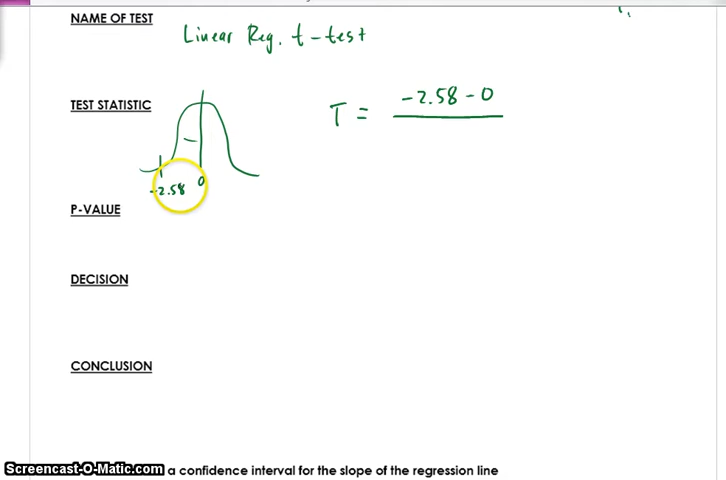 NAME OF TEST
Linear Reg. t-test
TEST STATISTIC
T = -2.58 - 0
-2.58 0
P-VALUE
DECISION
CONCLUSION
Screencast-O-Matic.com a confidence interval for the slope of the regression line